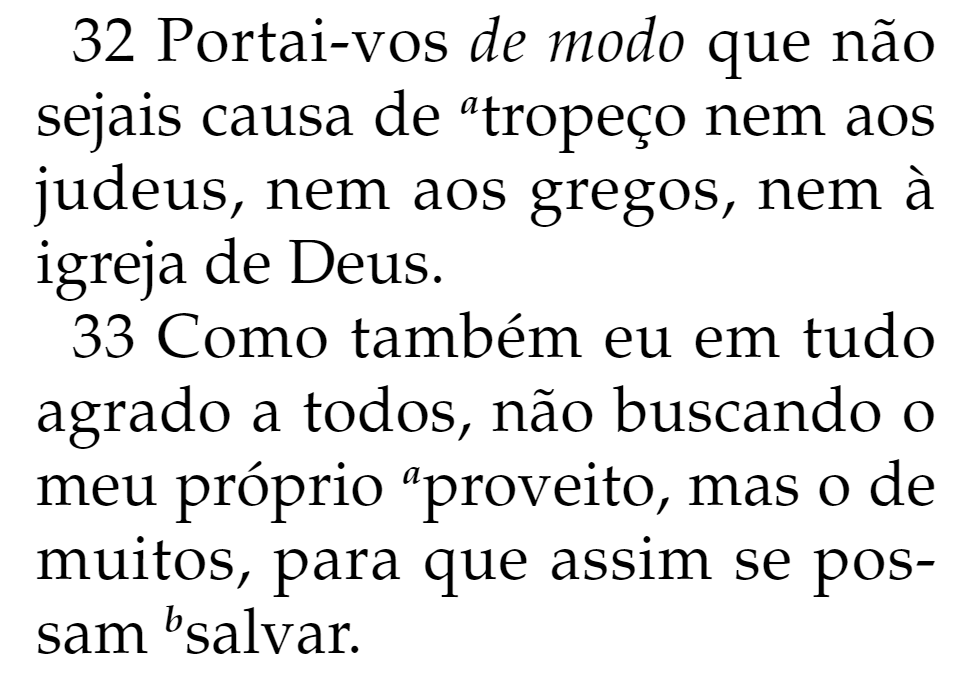 32 Portai-vos de modo que não
sejais causa de ᵃtropeço nem aos
judeus, nem aos gregos, nem à
igreja de Deus.
33 Como também eu em tudo
agrado a todos, não buscando o
meu próprio ᵃproveito, mas o de
muitos, para que assim se pos-
sam ᵇsalvar.